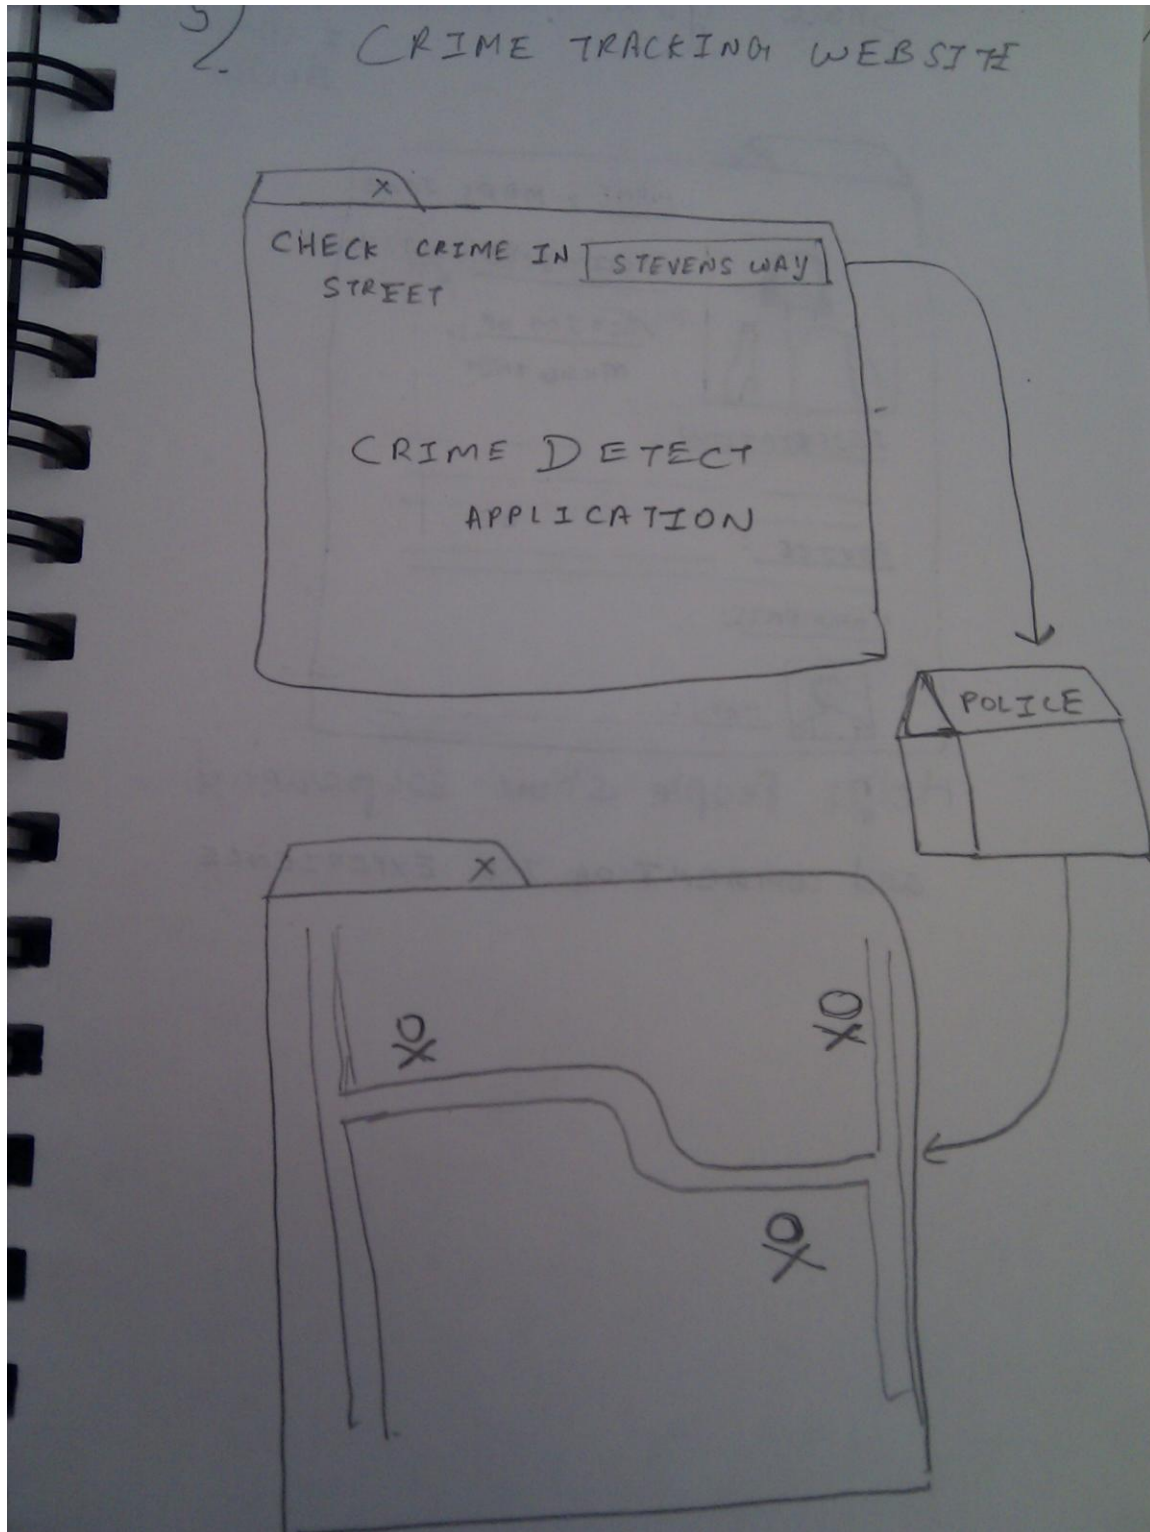 5/ CRIME TRACKING WEBSITE
X
CHECK CRIME IN STEVENS WAY
STREET
CRIME DETECT
APPLICATION
POLICE
X